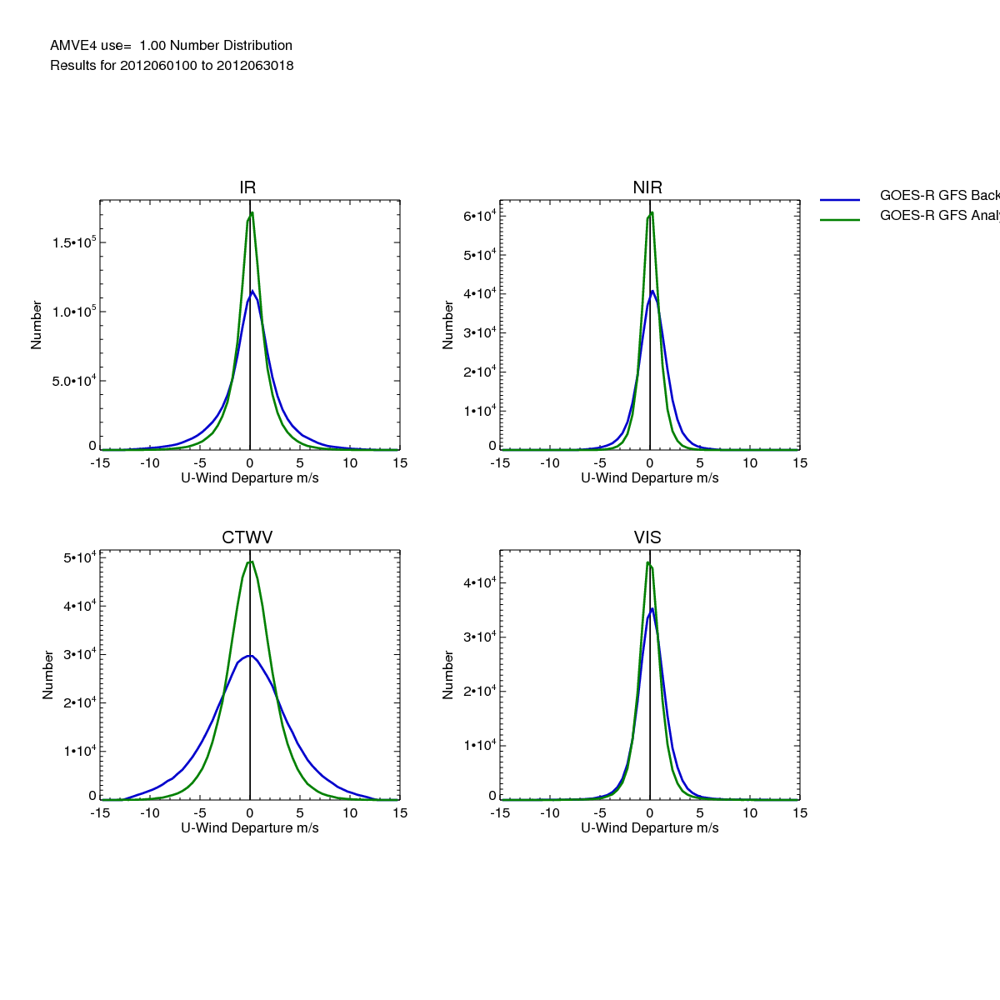 AMVE4 use=  1.00 Number Distribution
Results for 2012060100 to 2012063018
IR
NIR
GOES-R GFS Back
GOES-R GFS Anal
1.5•10⁵
1.0•10⁵
5.0•10⁴
0
Number
-15 -10 -5 0 5 10 15
U-Wind Departure m/s
6•10⁴
5•10⁴
4•10⁴
3•10⁴
2•10⁴
1•10⁴
0
Number
-15 -10 -5 0 5 10 15
U-Wind Departure m/s
CTWV
VIS
5•10⁴
4•10⁴
3•10⁴
2•10⁴
1•10⁴
0
Number
-15 -10 -5 0 5 10 15
U-Wind Departure m/s
4•10⁴
3•10⁴
2•10⁴
1•10⁴
0
Number
-15 -10 -5 0 5 10 15
U-Wind Departure m/s